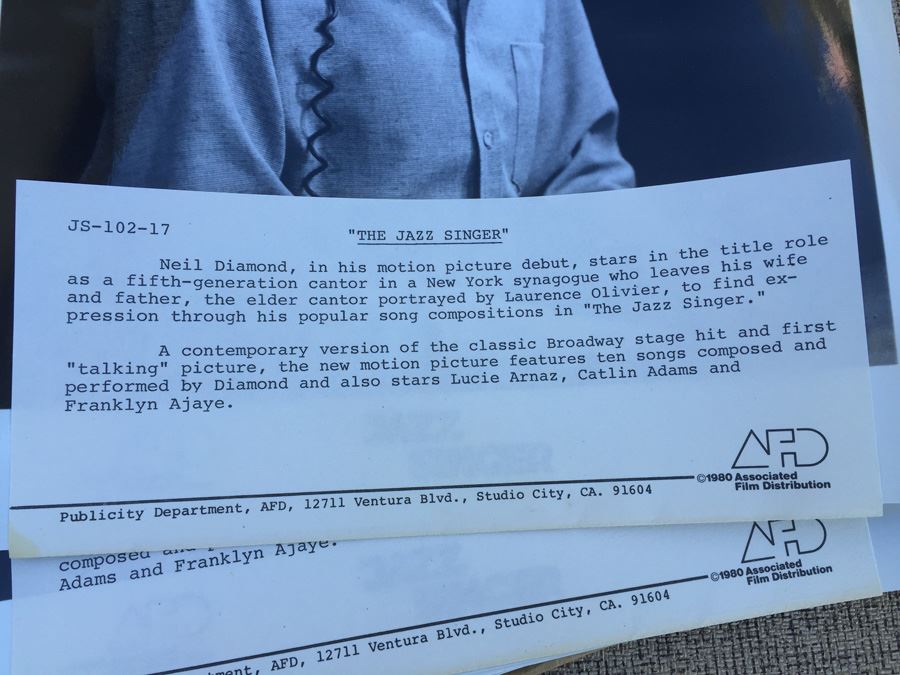 JS-102-17
"THE JAZZ SINGER"
Neil Diamond, in his motion picture debut, stars in the title role
as a fifth-generation cantor in a New York synagogue who leaves his wife
and father, the elder cantor portrayed by Laurence Olivier, to find ex-
pression through his popular song compositions in "The Jazz Singer."
A contemporary version of the classic Broadway stage hit and first
"talking" picture, the new motion picture features ten songs composed and
performed by Diamond and also stars Lucie Arnaz, Catlin Adams and
Franklyn Ajaye.
AFD
©1980 Associated
Film Distribution
Publicity Department, AFD, 12711 Ventura Blvd., Studio City, CA. 91604
composed and
Adams and Franklyn Ajaye.
AFD
©1980 Associated
Film Distribution
ment, AFD, 12711 Ventura Blvd., Studio City, CA. 91604